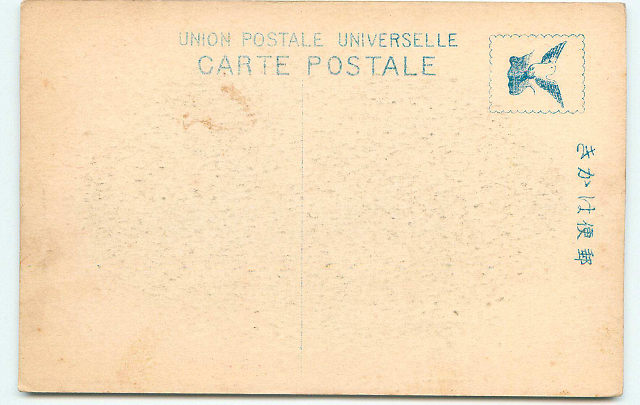 UNION POSTALE UNIVERSELLE
CARTE POSTALE
郵便はかき